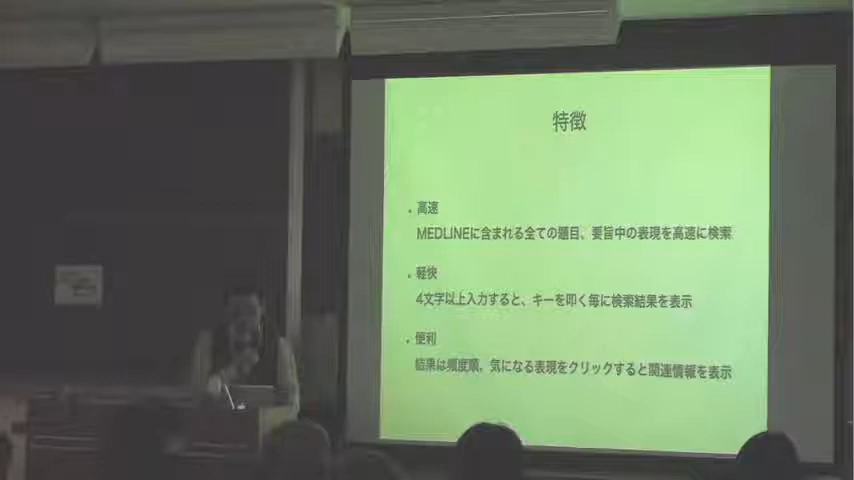 特徴
・高速
MEDLINEに含まれる全ての題目、要旨中の表現を高速に検索
・軽快
4文字以上入力すると、キーを叩く毎に検索結果を表示
・便利
結果は頻度順、気になる表現をクリックすると関連情報を表示